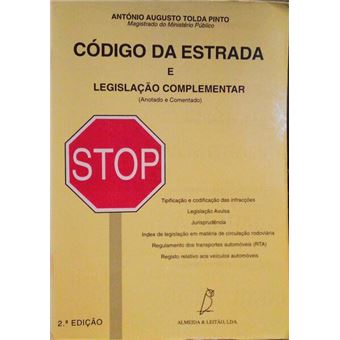 ANTÓNIO AUGUSTO TOLDA PINTO
Magistrado do Ministério Público
CÓDIGO DA ESTRADA
E
LEGISLAÇÃO COMPLEMENTAR
(Anotado e Comentado)
STOP
Tipificação e codificação das infracções
Legislação Avulsa
Jurisprudência
Index de legislação em matéria de circulação rodoviária
Regulamento dos transportes automóveis (RTA)
Registo relativo aos veículos automóveis
2.ª EDIÇÃO
ALMEIDA & LEITÃO, LDA.